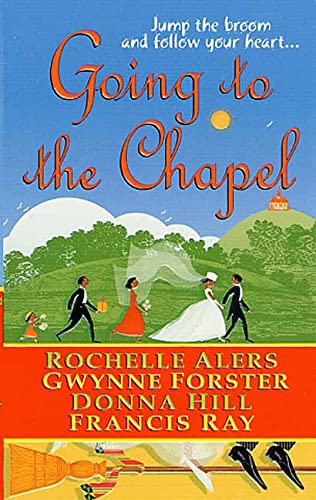 Jump the broom
and follow your heart...
Going to
the Chapel
ROCHELLE ALERS
GWYNNE FORSTER
DONNA HILL
FRANCIS RAY